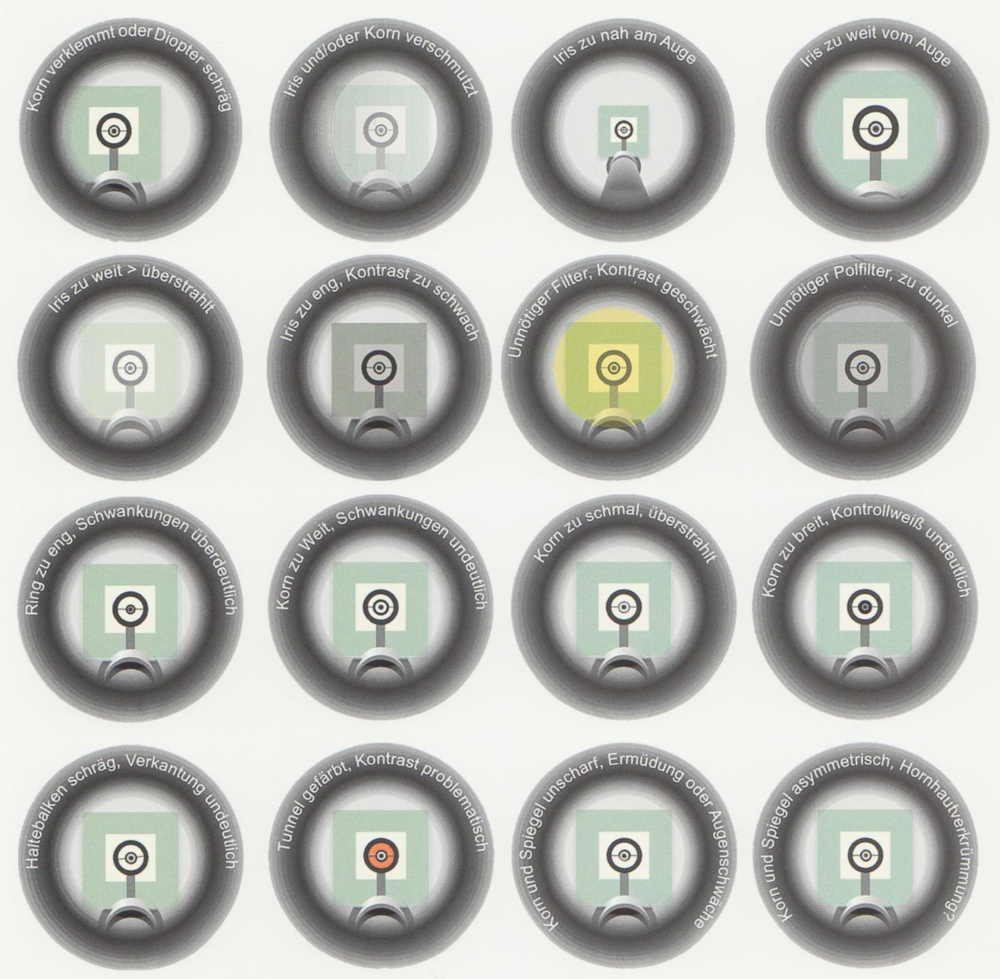 Korn verklemmt oder Diopter schräg
Iris und/oder Korn verschmutzt
Iris zu nah am Auge
Iris zu weit vom Auge
Iris zu weit > überstrahlt
Iris zu eng, Kontrast zu schwach
Unnötiger Filter, Kontrast geschwächt
Unnötiger Polfilter, zu dunkel
Ring zu eng, Schwankungen überdeutlich
Korn zu Weit, Schwankungen undeutlich
Korn zu schmal, überstrahlt
Korn zu breit, Kontrollweiß undeutlich
Haltebalken schräg, Verkantung undeutlich
Tunnel gefärbt, Kontrast problematisch
Korn und Spiegel unscharf, Ermüdung oder Augenschwäche
Korn und Spiegel asymmetrisch, Hornhautverkrümmung?